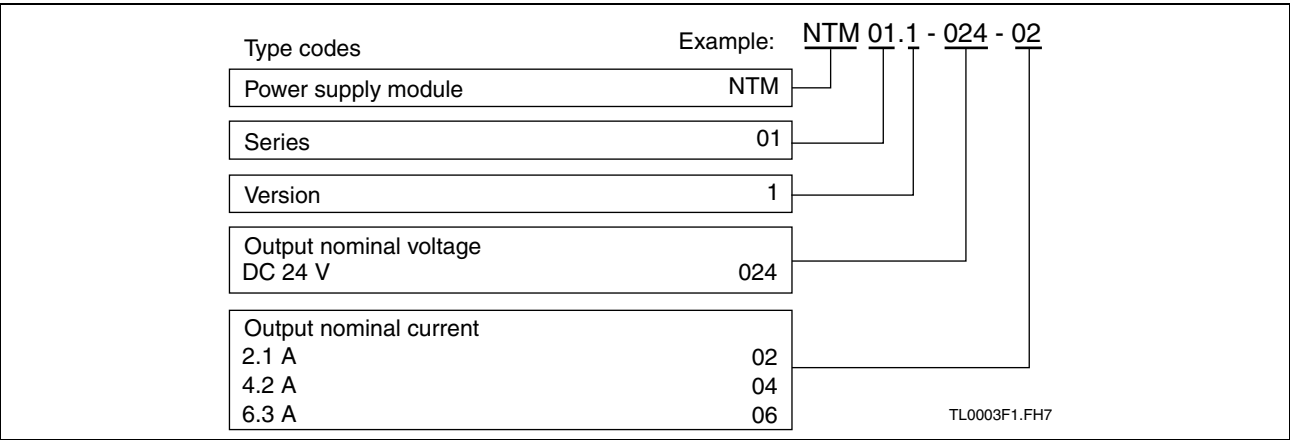 Type codes Example: NTM 01.1 - 024 - 02
Power supply module NTM
Series 01
Version 1
Output nominal voltage
DC 24 V 024
Output nominal current
2.1 A 02
4.2 A 04
6.3 A 06
TL0003F1.FH7